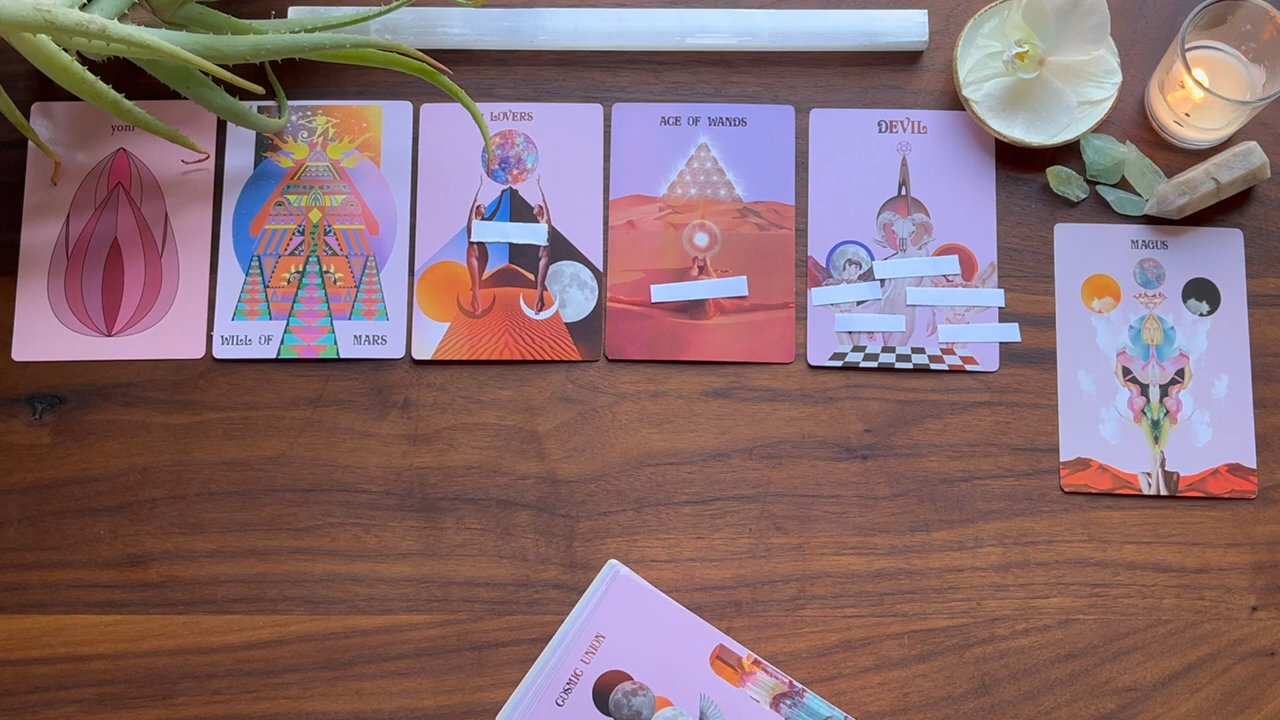 yoni
WILL OF MARS
LOVERS
ACE OF WANDS
DEVIL
MAGUS
COSMIC UNION